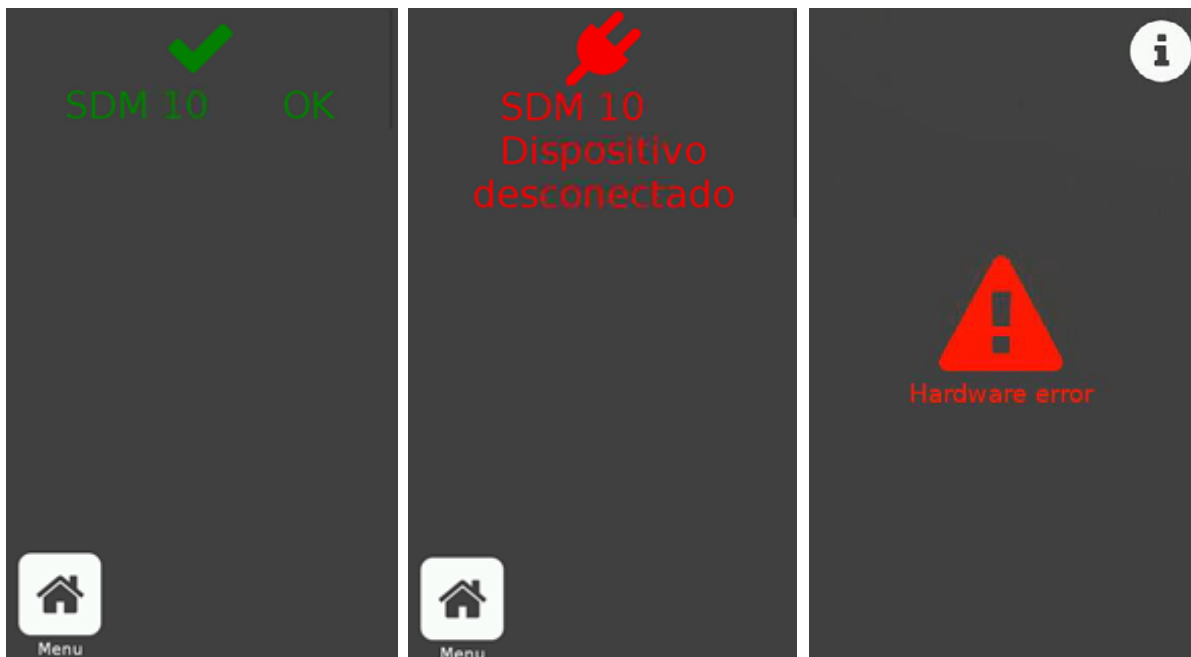 SDM 10 OK
Menu
SDM 10
Dispositivo
desconectado
Menu
i
Hardware error